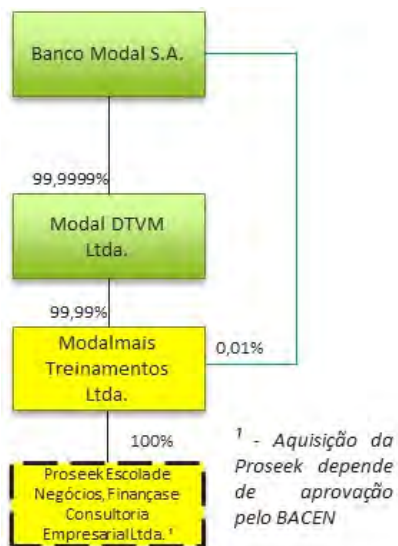 Banco Modal S.A.
99,9999%
Modal DTVM
Ltda.
99,99%
Modalmais
Treinamentos
Ltda.
0,01%
100%
Proseek Escola de
Negócios, Finanças e
Consultoria
Empresarial Ltda. ¹
¹ - Aquisição da
Proseek depende
de aprovação
pelo BACEN